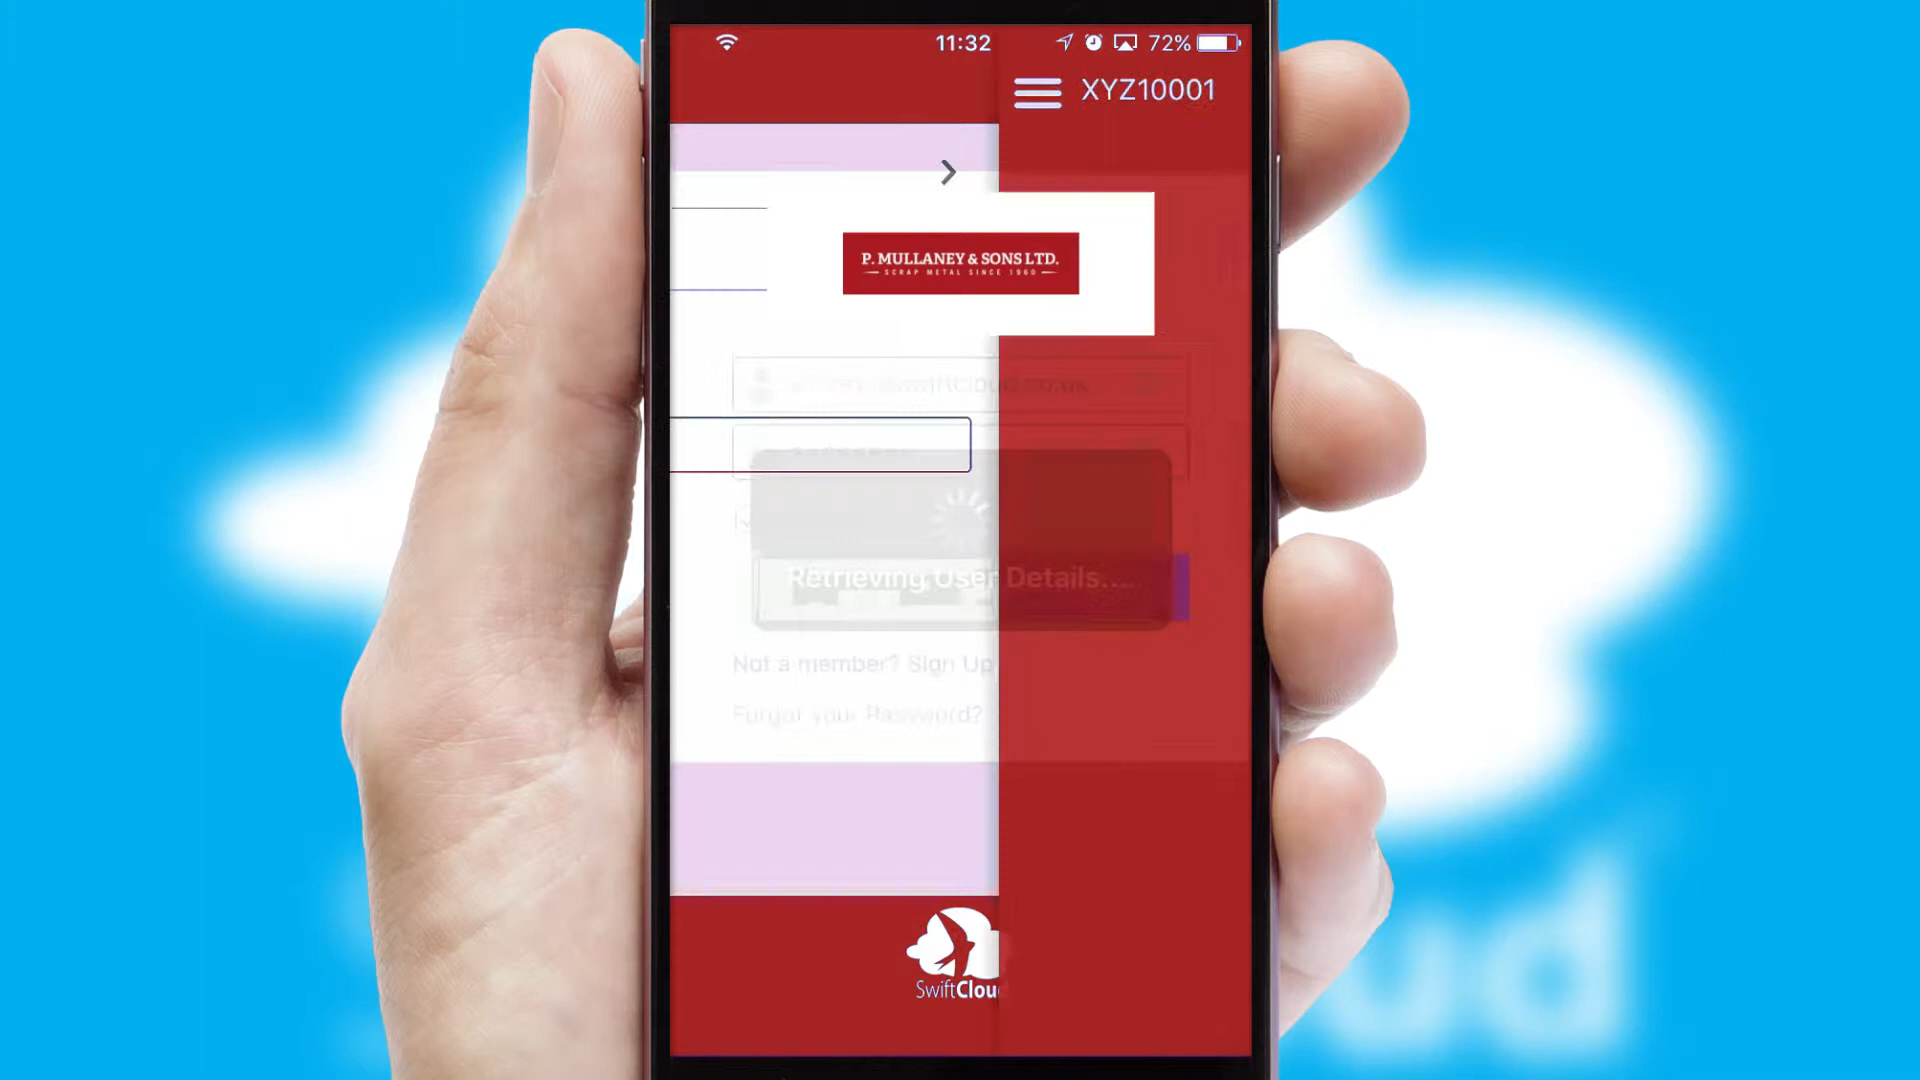 11:32
72%
XYZ10001
P. MULLANEY & SONS LTD.
SCRAP METAL SINCE 1960
Retrieving User Details....
Not a member? Sign Up
Forgot your Password?
SwiftCloud